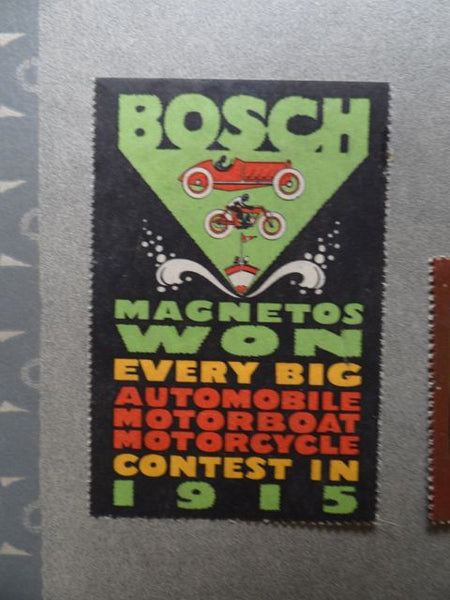 BOSCH
MAGNETOS
WON
EVERY BIG
AUTOMOBILE
MOTORBOAT
MOTORCYCLE
CONTEST IN
1915